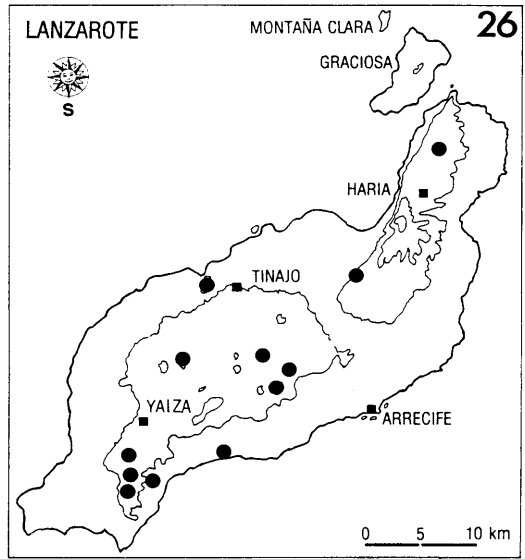 LANZAROTE
MONTAÑA CLARA
26
GRACIOSA
S
HARIA
TINAJO
YAIZA
ARRECIFE
0 5 10 km